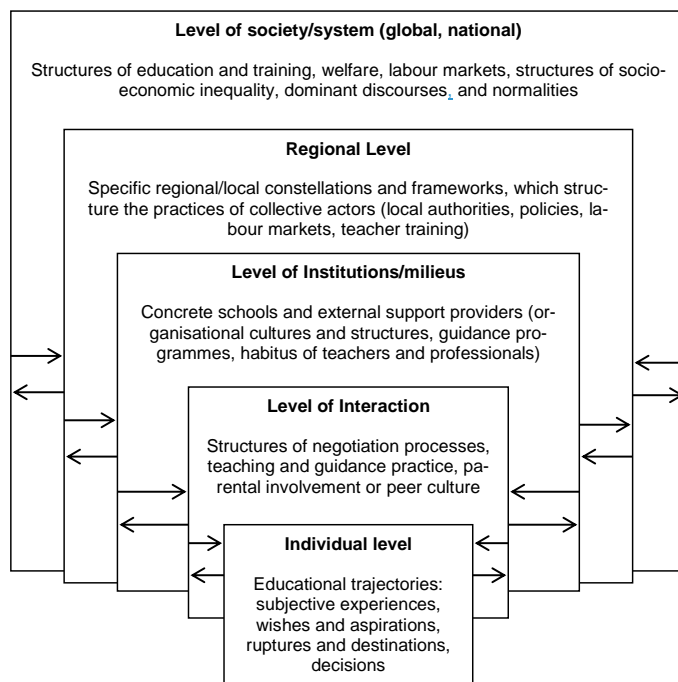 Level of society/system (global, national)
Structures of education and training, welfare, labour markets, structures of socio-
economic inequality, dominant discourses, and normalities
Regional Level
Specific regional/local constellations and frameworks, which struc-
ture the practices of collective actors (local authorities, policies, la-
bour markets, teacher training)
Level of Institutions/milieus
Concrete schools and external support providers (or-
ganisational cultures and structures, guidance pro-
grammes, habitus of teachers and professionals)
Level of Interaction
Structures of negotiation processes,
teaching and guidance practice, pa-
rental involvement or peer culture
Individual level
Educational trajectories:
subjective experiences,
wishes and aspirations,
ruptures and destinations,
decisions